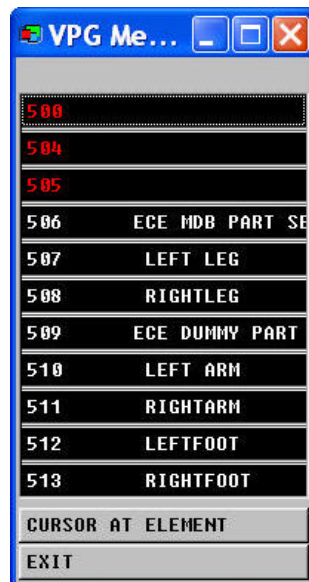 VPG Me...
500
504
505
506 ECE MDB PART SE
507 LEFT LEG
508 RIGHTLEG
509 ECE DUMMY PART
510 LEFT ARM
511 RIGHTARM
512 LEFTFOOT
513 RIGHTFOOT
CURSOR AT ELEMENT
EXIT